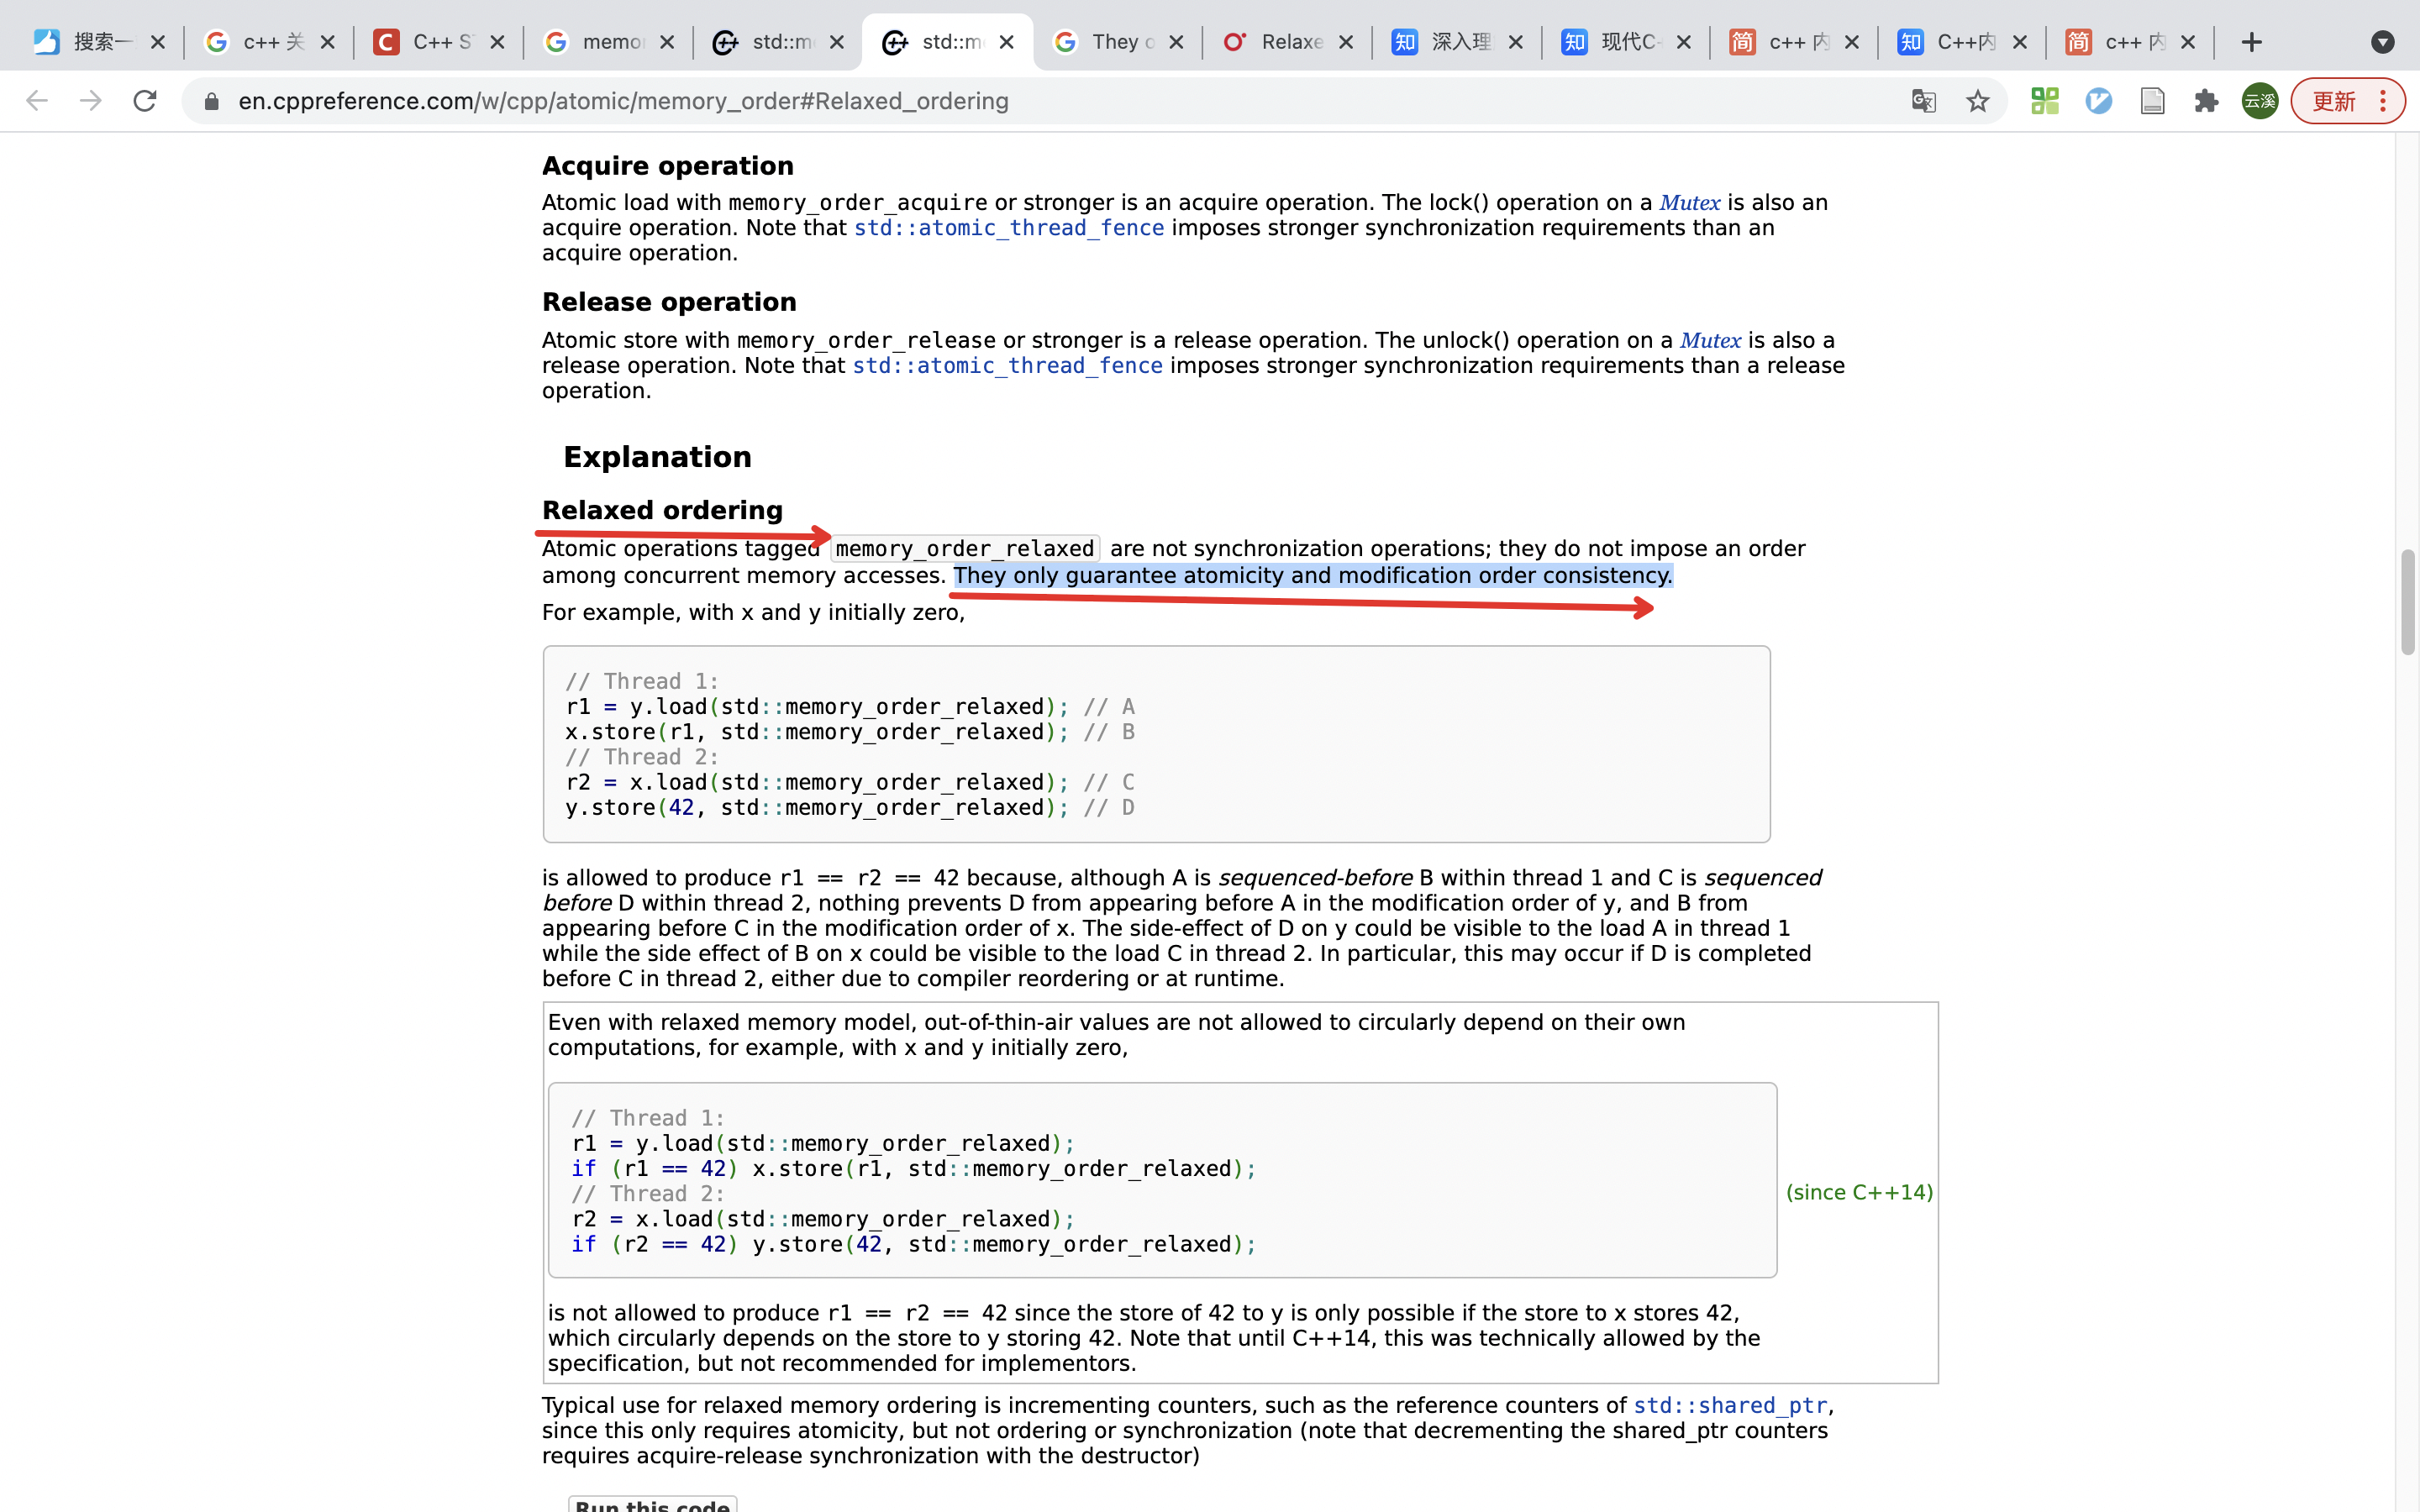 搜索一
c++ 关
C++ S
memo
std::m
std::m
They o
Relaxe
深入理
现代C-
c++ 内
C++内
c++ 内
en.cppreference.com/w/cpp/atomic/memory_order#Relaxed_ordering
云溪
更新
Acquire operation
Atomic load with memory_order_acquire or stronger is an acquire operation. The lock() operation on a Mutex is also an
acquire operation. Note that std::atomic_thread_fence imposes stronger synchronization requirements than an
acquire operation.
Release operation
Atomic store with memory_order_release or stronger is a release operation. The unlock() operation on a Mutex is also a
release operation. Note that std::atomic_thread_fence imposes stronger synchronization requirements than a release
operation.
Explanation
Relaxed ordering
Atomic operations tagged memory_order_relaxed are not synchronization operations; they do not impose an order
among concurrent memory accesses. They only guarantee atomicity and modification order consistency.
For example, with x and y initially zero,
// Thread 1:
r1 = y.load(std::memory_order_relaxed); // A
x.store(r1, std::memory_order_relaxed); // B
// Thread 2:
r2 = x.load(std::memory_order_relaxed); // C
y.store(42, std::memory_order_relaxed); // D
is allowed to produce r1 == r2 == 42 because, although A is sequenced-before B within thread 1 and C is sequenced
before D within thread 2, nothing prevents D from appearing before A in the modification order of y, and B from
appearing before C in the modification order of x. The side-effect of D on y could be visible to the load A in thread 1
while the side effect of B on x could be visible to the load C in thread 2. In particular, this may occur if D is completed
before C in thread 2, either due to compiler reordering or at runtime.
Even with relaxed memory model, out-of-thin-air values are not allowed to circularly depend on their own
computations, for example, with x and y initially zero,
// Thread 1:
r1 = y.load(std::memory_order_relaxed);
if (r1 == 42) x.store(r1, std::memory_order_relaxed);
// Thread 2:
r2 = x.load(std::memory_order_relaxed);
if (r2 == 42) y.store(42, std::memory_order_relaxed);
(since C++14)
is not allowed to produce r1 == r2 == 42 since the store of 42 to y is only possible if the store to x stores 42,
which circularly depends on the store to y storing 42. Note that until C++14, this was technically allowed by the
specification, but not recommended for implementors.
Typical use for relaxed memory ordering is incrementing counters, such as the reference counters of std::shared_ptr,
since this only requires atomicity, but not ordering or synchronization (note that decrementing the shared_ptr counters
requires acquire-release synchronization with the destructor)
Run this code